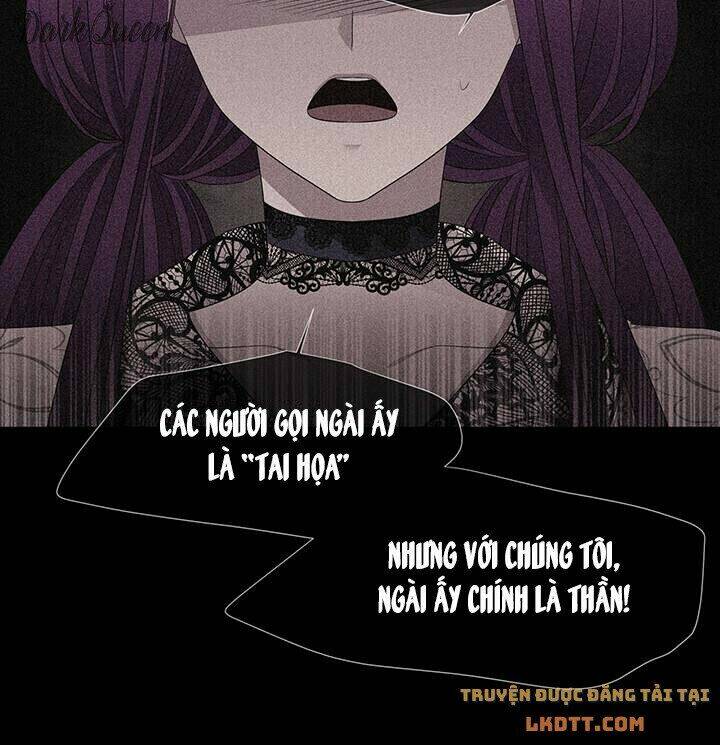 DarkQueen
CÁC NGƯỜI GỌI NGÀI ẤY
LÀ "TAI HỌA"
NHƯNG VỚI CHÚNG TÔI,
NGÀI ẤY CHÍNH LÀ THẦN!
TRUYỆN ĐƯỢC ĐĂNG TẢI TẠI
LKDTT.COM